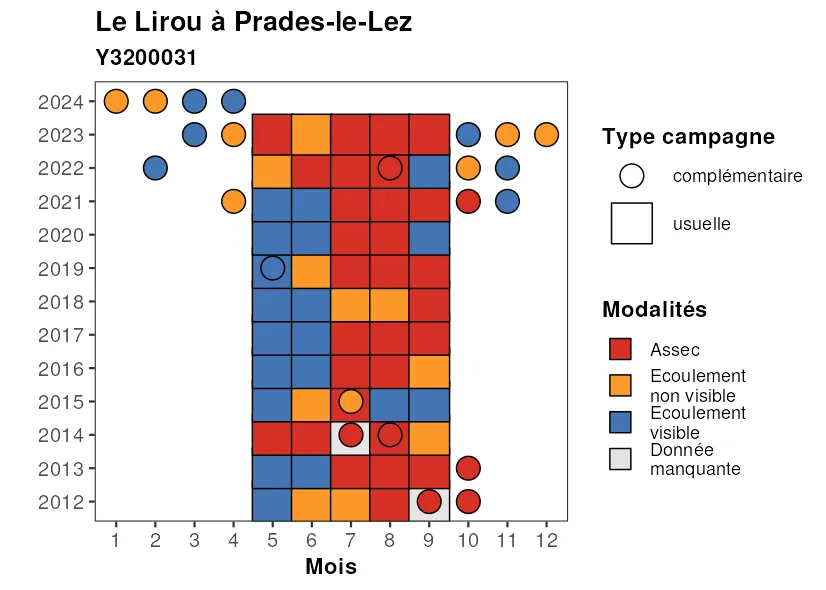 Le Lirou à Prades-le-Lez
Y3200031
2024
2023
2022
2021
2020
2019
2018
2017
2016
2015
2014
2013
2012
1 2 3 4 5 6 7 8 9 10 11 12
Mois
Type campagne
complémentaire
usuelle
Modalités
Assec
Ecoulement
non visible
Ecoulement
visible
Donnée
manquante